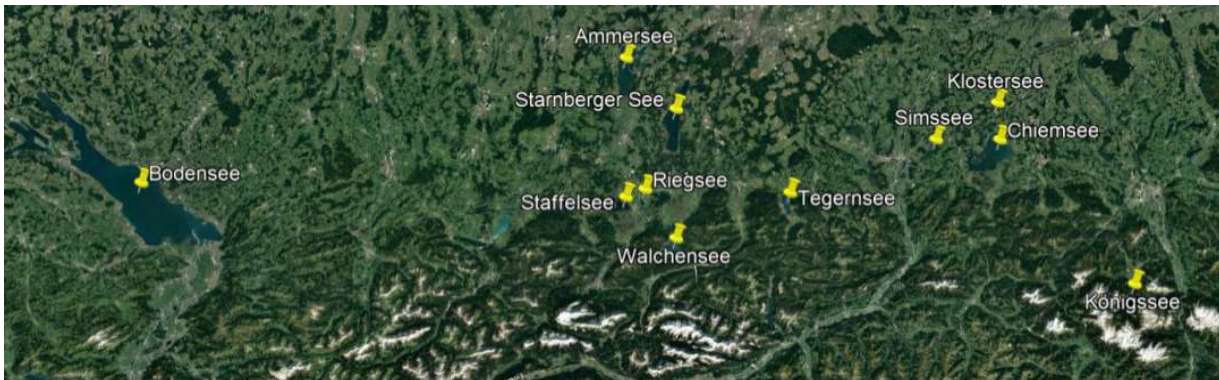 Ammersee
Klostersee
Starnberger See
Simssee
Chiemsee
Bodensee
Riegsee
Staffelsee
Tegernsee
Walchensee
Königssee